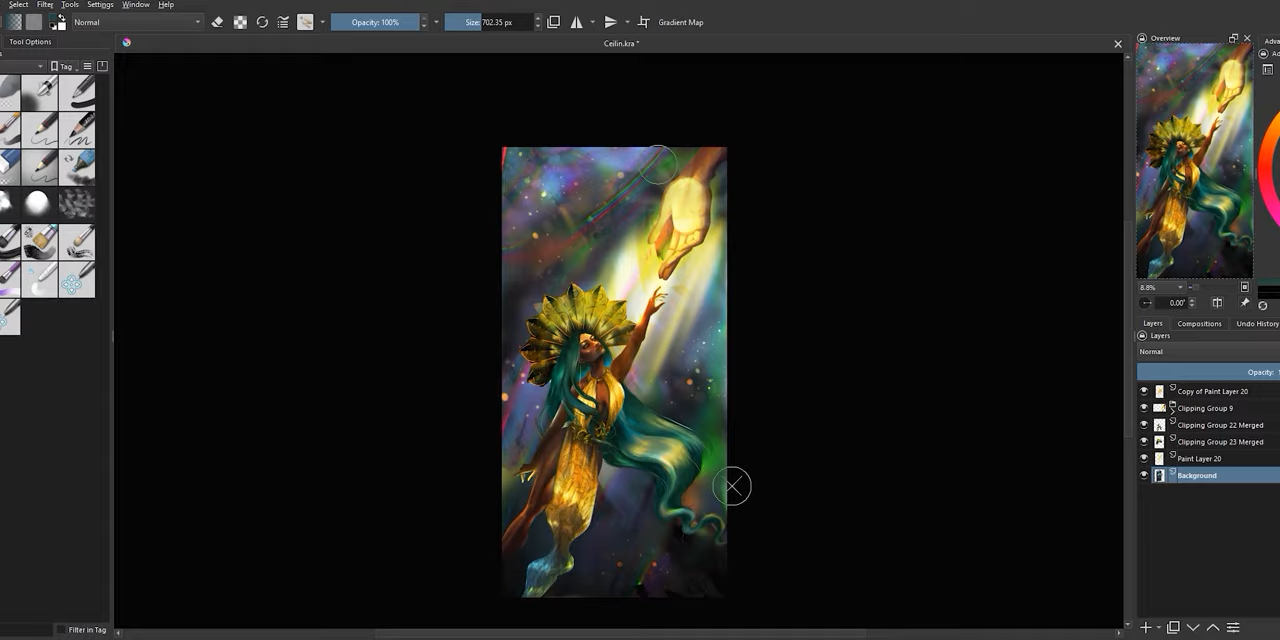 Select Filter Tools Settings Window Help
Normal
Opacity: 100%
Size: 702.35 px
Gradient Map
Tool Options
Ceilin.kra *
Overview
Tag
8.8%
0.00°
Layers Compositions Undo History
Layers
Normal
Opacity:
Copy of Paint Layer 20
Clipping Group 9
Clipping Group 22 Merged
Clipping Group 23 Merged
Paint Layer 20
Background
Filter in Tag